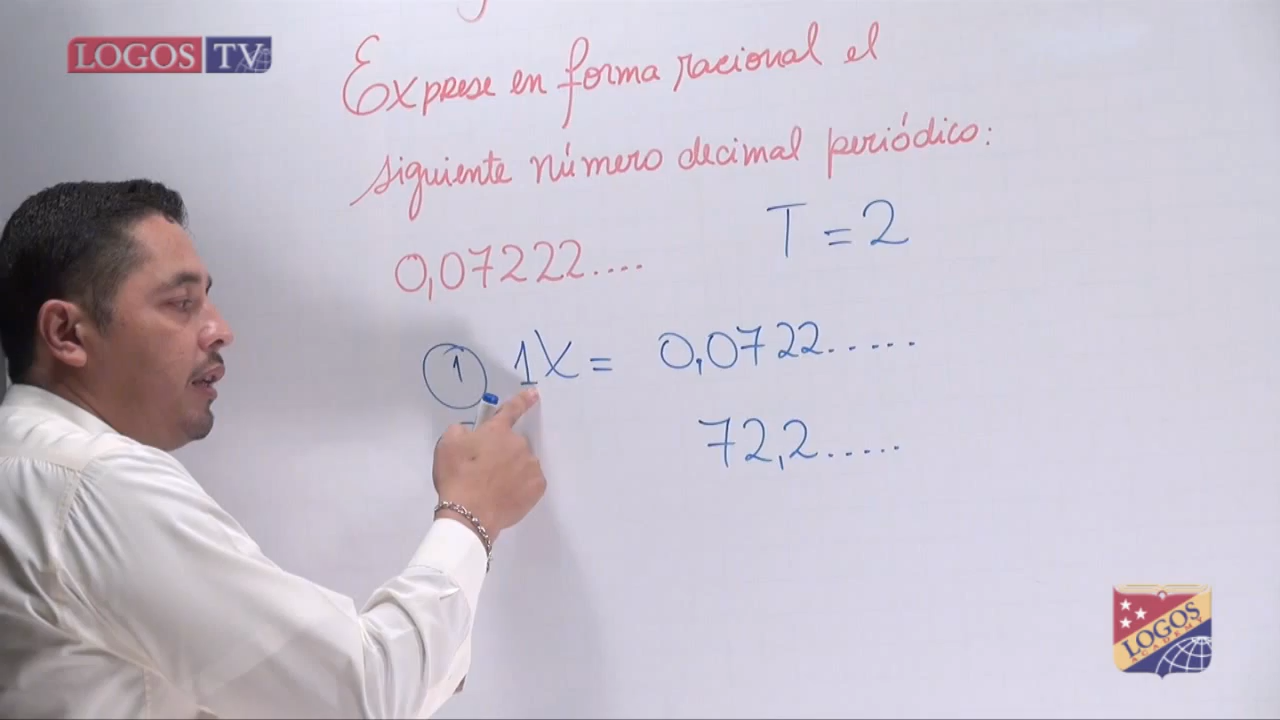 LOGOS TV
Exprese en forma racional el
siguiente número decimal periódico:
T = 2
0,07222....
1 1X = 0,0722.....
72,2.....
LOGOS
ACADEMY